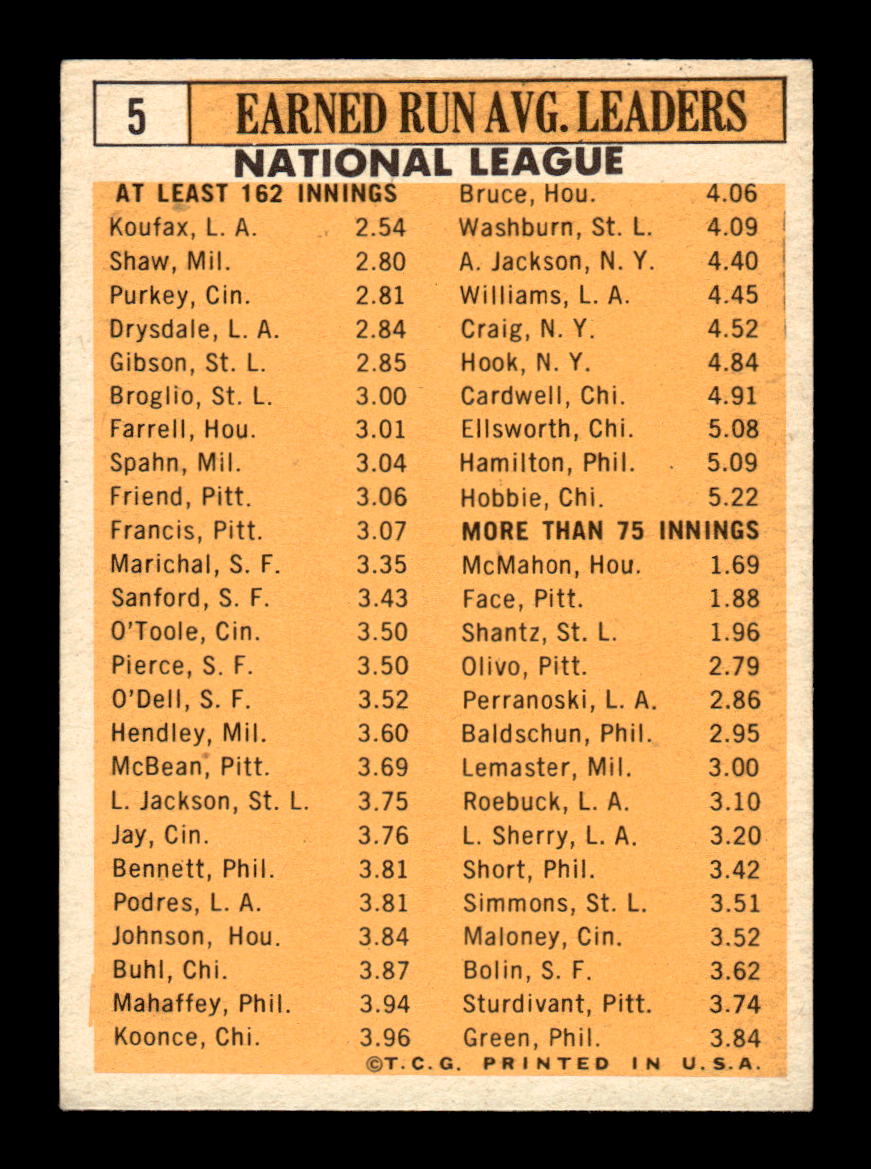 5 EARNED RUN AVG. LEADERS
NATIONAL LEAGUE
AT LEAST 162 INNINGS
Koufax, L. A. 2.54
Shaw, Mil. 2.80
Purkey, Cin. 2.81
Drysdale, L. A. 2.84
Gibson, St. L. 2.85
Broglio, St. L. 3.00
Farrell, Hou. 3.01
Spahn, Mil. 3.04
Friend, Pitt. 3.06
Francis, Pitt. 3.07
Marichal, S. F. 3.35
Sanford, S. F. 3.43
O'Toole, Cin. 3.50
Pierce, S. F. 3.50
O'Dell, S. F. 3.52
Hendley, Mil. 3.60
McBean, Pitt. 3.69
L. Jackson, St. L. 3.75
Jay, Cin. 3.76
Bennett, Phil. 3.81
Podres, L. A. 3.81
Johnson, Hou. 3.84
Buhl, Chi. 3.87
Mahaffey, Phil. 3.94
Koonce, Chi. 3.96
Bruce, Hou. 4.06
Washburn, St. L. 4.09
A. Jackson, N. Y. 4.40
Williams, L. A. 4.45
Craig, N. Y. 4.52
Hook, N. Y. 4.84
Cardwell, Chi. 4.91
Ellsworth, Chi. 5.08
Hamilton, Phil. 5.09
Hobbie, Chi. 5.22
MORE THAN 75 INNINGS
McMahon, Hou. 1.69
Face, Pitt. 1.88
Shantz, St. L. 1.96
Olivo, Pitt. 2.79
Perranoski, L. A. 2.86
Baldschun, Phil. 2.95
Lemaster, Mil. 3.00
Roebuck, L. A. 3.10
L. Sherry, L. A. 3.20
Short, Phil. 3.42
Simmons, St. L. 3.51
Maloney, Cin. 3.52
Bolin, S. F. 3.62
Sturdivant, Pitt. 3.74
Green, Phil. 3.84
©T.C.G. PRINTED IN U.S.A.